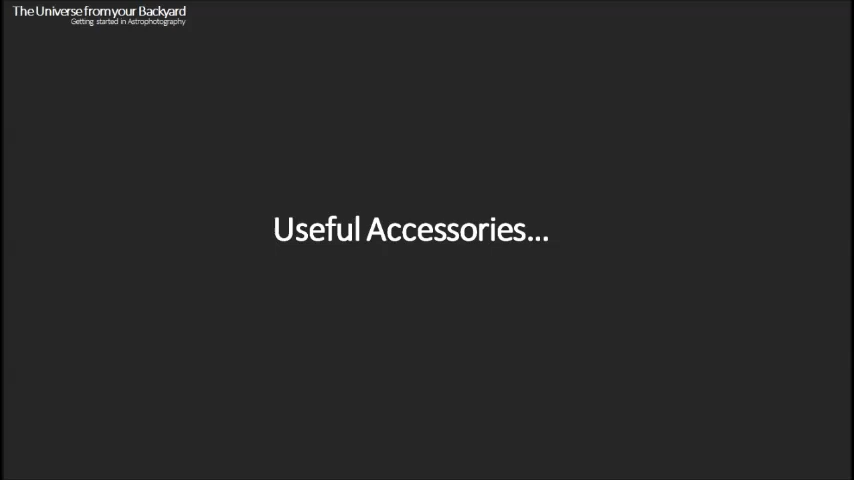 The Universe from your Backyard
Getting started in Astrophotography
Useful Accessories...